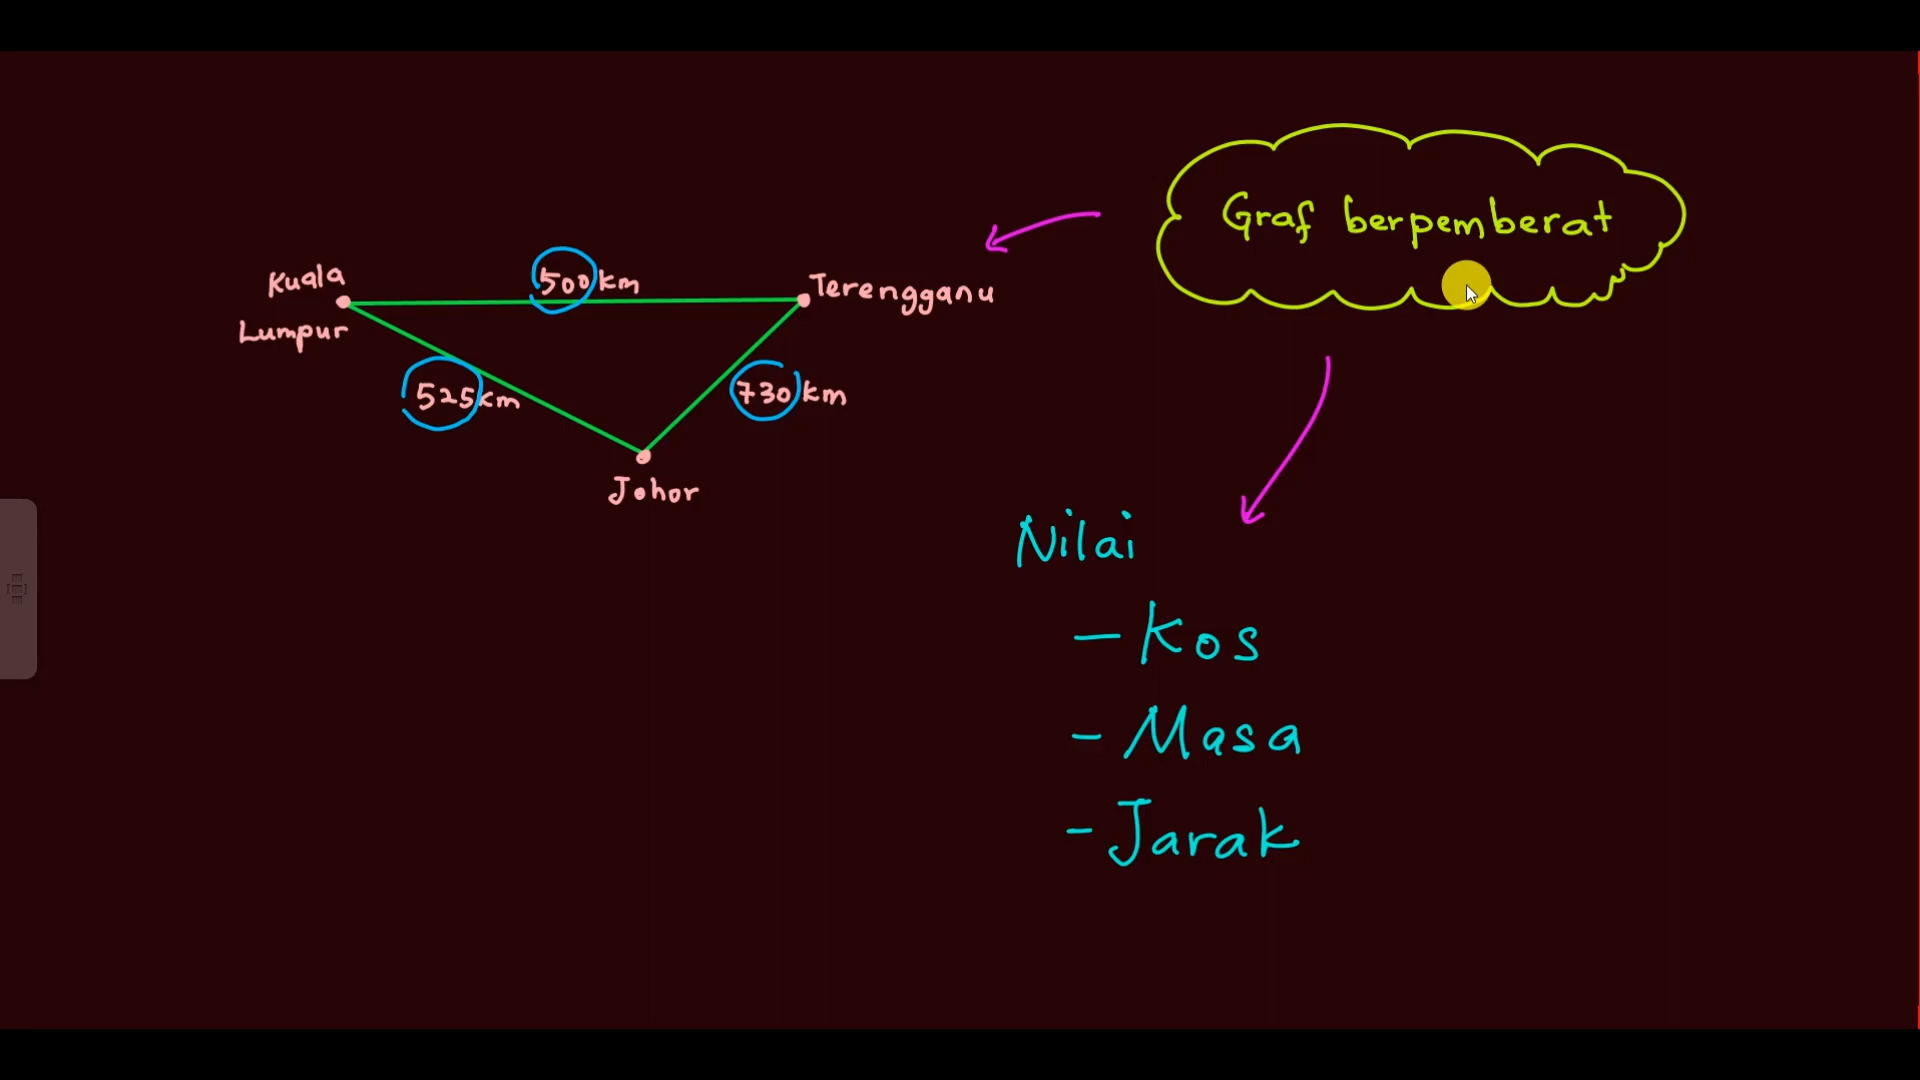 Graf berpemberat
Kuala
Lumpur
500km
Terengganu
525km
730km
Johor
Nilai
- Kos
- Masa
- Jarak